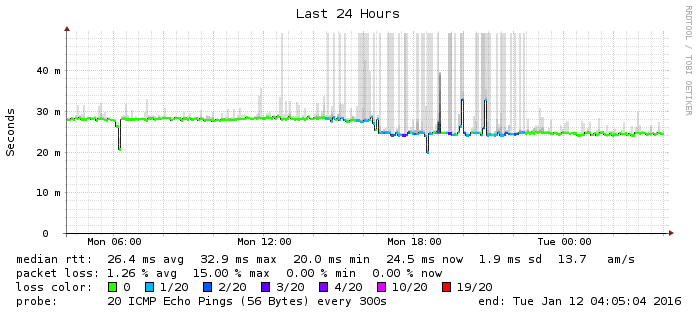 Last 24 Hours
RRDTOOL / TOBI OETIKER
Seconds
40 m
30 m
20 m
10 m
0
Mon 06:00 Mon 12:00 Mon 18:00 Tue 00:00
median rtt: 26.4 ms avg 32.9 ms max 20.0 ms min 24.5 ms now 1.9 ms sd 13.7 am/s
packet loss: 1.26 % avg 15.00 % max 0.00 % min 0.00 % now
loss color: 0 1/20 2/20 3/20 4/20 10/20 19/20
probe: 20 ICMP Echo Pings (56 Bytes) every 300s end: Tue Jan 12 04:05:04 2016